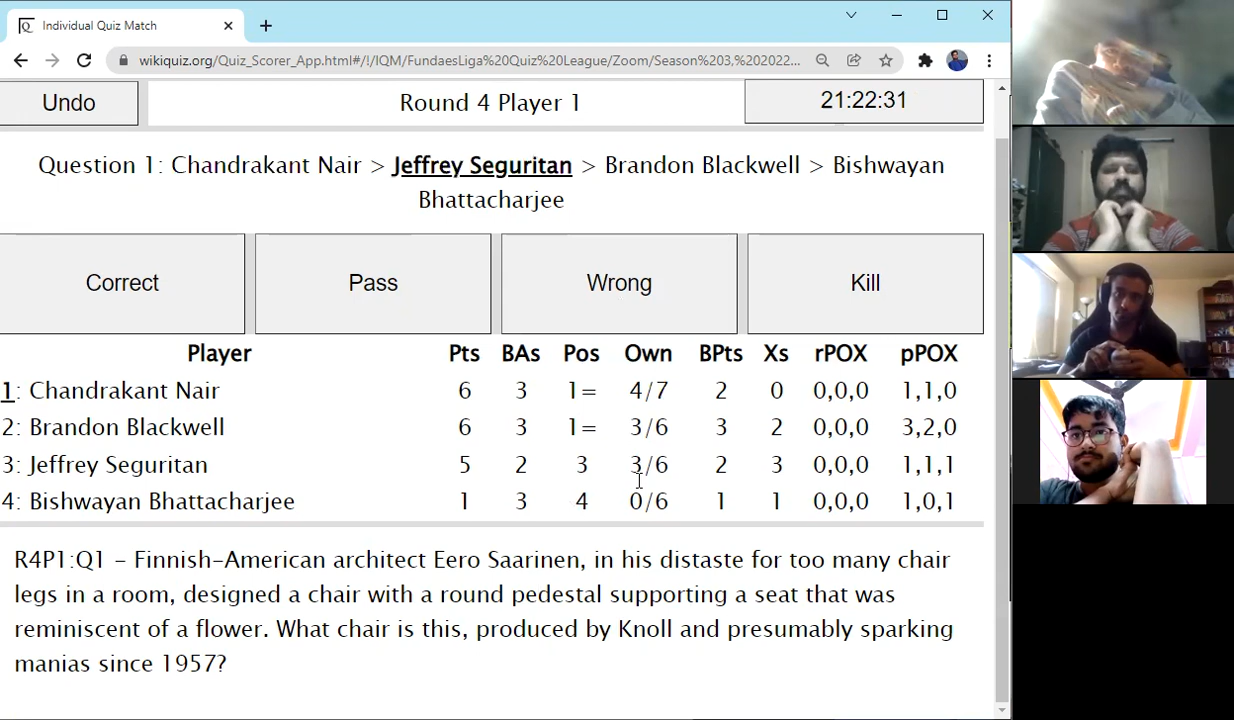 Individual Quiz Match
wikiquiz.org/Quiz_Scorer_App.html#/!/IQM/FundaesLiga%20Quiz%20League/Zoom/Season%203,%202022...
Undo
Round 4 Player 1
21:22:31
Question 1: Chandrakant Nair > Jeffrey Seguritan > Brandon Blackwell > Bishwayan
Bhattacharjee
Correct Pass Wrong Kill
Player Pts BAs Pos Own BPts Xs rPOX pPOX
1: Chandrakant Nair 6 3 1= 4/7 2 0 0,0,0 1,1,0
2: Brandon Blackwell 6 3 1= 3/6 3 2 0,0,0 3,2,0
3: Jeffrey Seguritan 5 2 3 3/6 2 3 0,0,0 1,1,1
4: Bishwayan Bhattacharjee 1 3 4 0/6 1 1 0,0,0 1,0,1
R4P1:Q1 - Finnish-American architect Eero Saarinen, in his distaste for too many chair
legs in a room, designed a chair with a round pedestal supporting a seat that was
reminiscent of a flower. What chair is this, produced by Knoll and presumably sparking
manias since 1957?